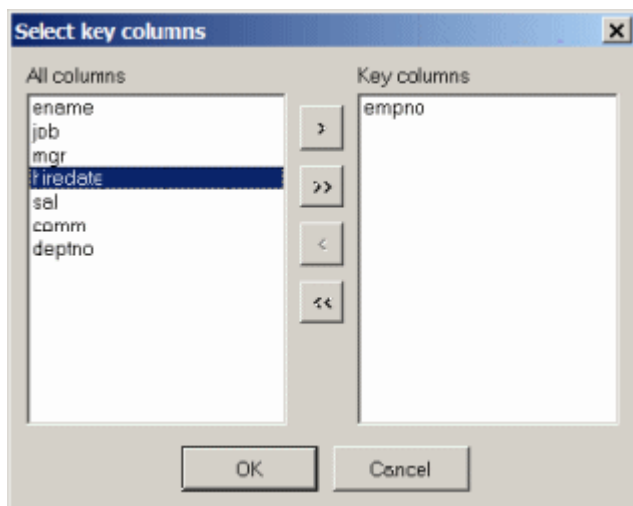 Select key columns
All columns
Key columns
ename
job
mgr
hiredate
sal
comm
deptno
empno
>
>>
<
<<
OK
Cancel